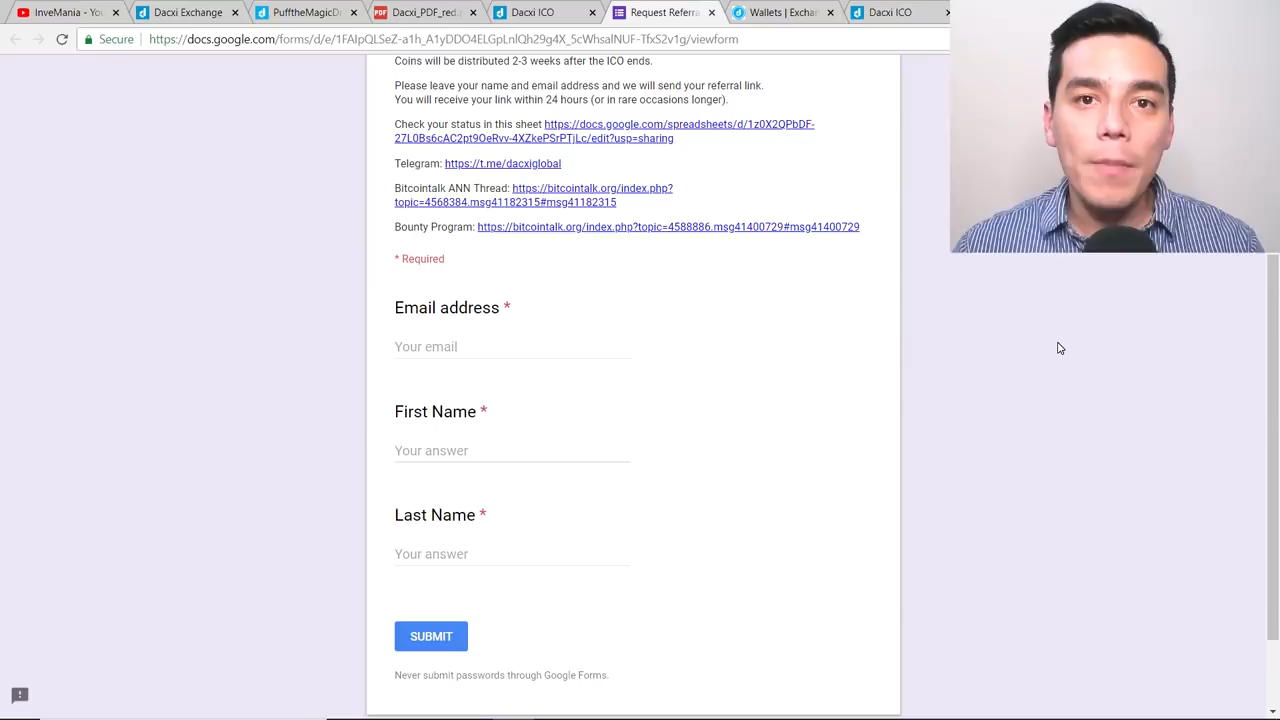 InveMania - You
Dacxi Exchange
PufftheMagicD
Dacxi_PDF_red
Dacxi ICO
Request Referra
Wallets | Exchan
Dacxi ICO
Secure
https://docs.google.com/forms/d/e/1FAIpQLSeZ-a1h_A1yDDO4ELGpLnlQh29g4X_5cWhsalNUF-TfxS2v1g/viewform
Coins will be distributed 2-3 weeks after the ICO ends.
Please leave your name and email address and we will send your referral link.
You will receive your link within 24 hours (or in rare occasions longer).
Check your status in this sheet https://docs.google.com/spreadsheets/d/1z0X2QPbDF-
27L0Bs6cAC2pt9OeRvv-4XZkePSrPTjLc/edit?usp=sharing
Telegram: https://t.me/dacxiglobal
Bitcointalk ANN Thread: https://bitcointalk.org/index.php?
topic=4568384.msg41182315#msg41182315
Bounty Program: https://bitcointalk.org/index.php?topic=4588886.msg41400729#msg41400729
* Required
Email address *
Your email
First Name *
Your answer
Last Name *
Your answer
SUBMIT
Never submit passwords through Google Forms.